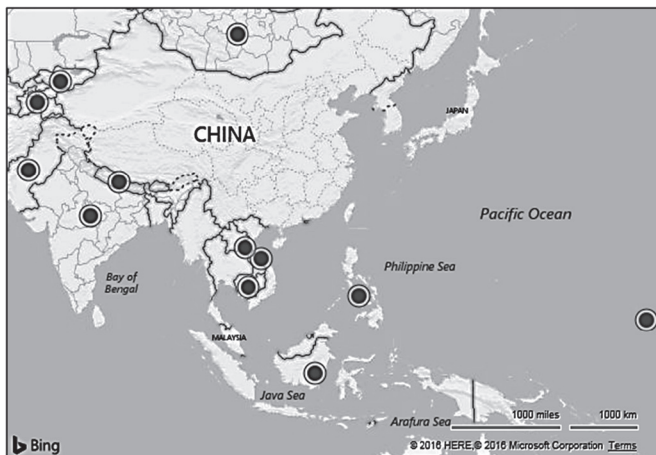 CHINA
JAPAN
Pacific Ocean
Philippine Sea
Bay of
Bengal
MALAYSIA
Java Sea
Arafura Sea
1000 miles
1000 km
Bing
© 2016 HERE,© 2016 Microsoft Corporation Terms